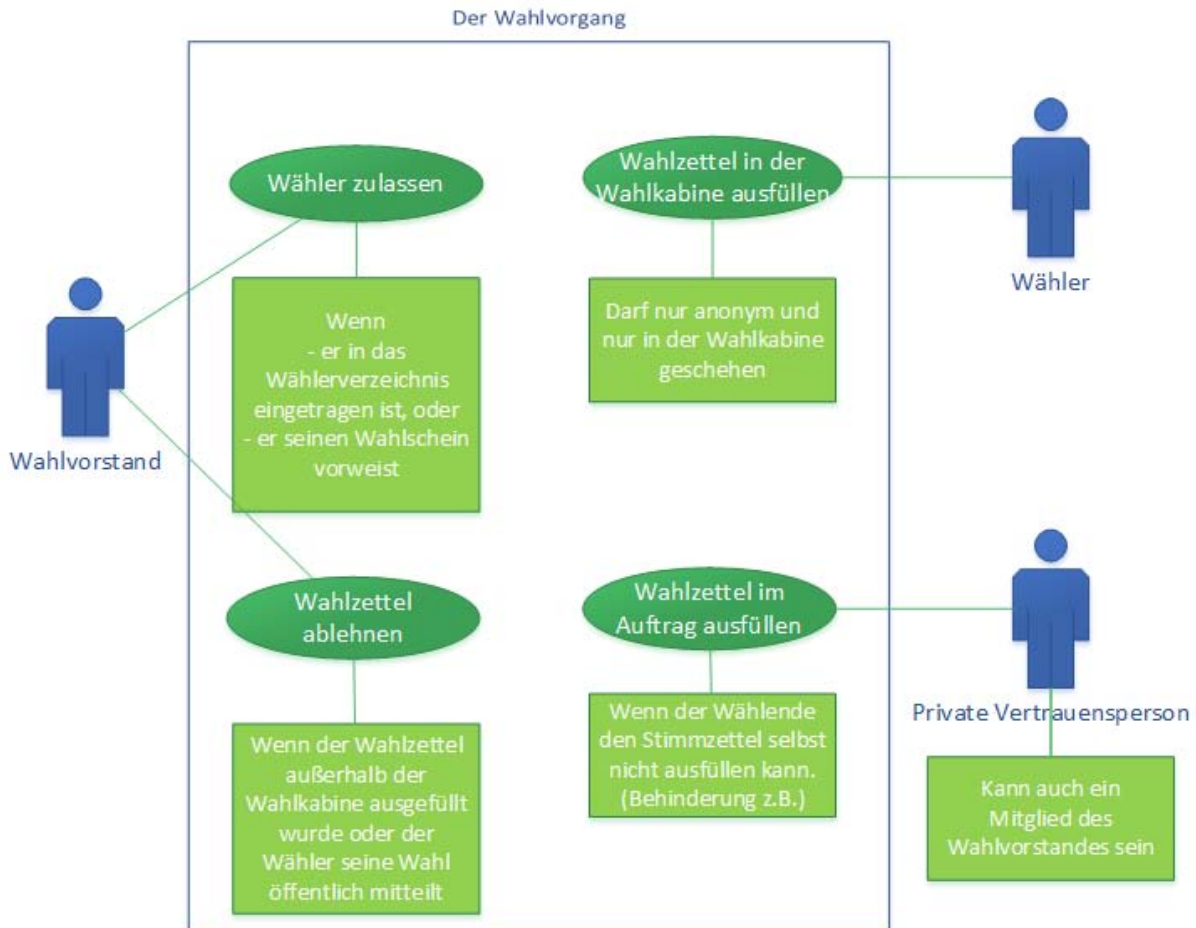 Der Wahlvorgang
Wähler zulassen
Wahlzettel in der
Wahlkabine ausfüllen
Wähler
Wenn
- er in das
Wählerverzeichnis
eingetragen ist, oder
- er seinen Wahlschein
vorweist
Darf nur anonym und
nur in der Wahlkabine
geschehen
Wahlvorstand
Wahlzettel
ablehnen
Wahlzettel im
Auftrag ausfüllen
Private Vertrauensperson
Wenn der Wahlzettel
außerhalb der
Wahlkabine ausgefüllt
wurde oder der
Wähler seine Wahl
öffentlich mitteilt
Wenn der Wählende
den Stimmzettel selbst
nicht ausfüllen kann.
(Behinderung z.B.)
Kann auch ein
Mitglied des
Wahlvorstandes sein